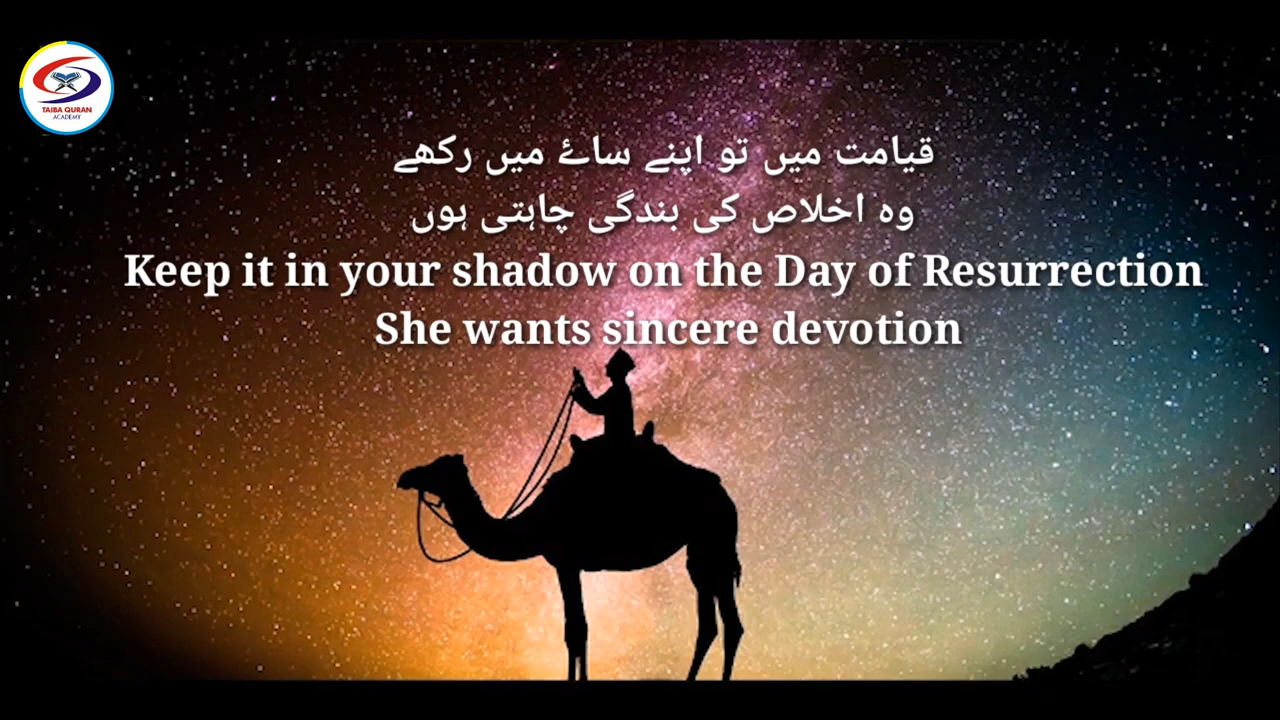 TAIBA QURAN
ACADEMY
قیامت میں تو اپنے سائے میں رکھے
وہ اخلاص کی بندگی چاہتی ہوں
Keep it in your shadow on the Day of Resurrection
She wants sincere devotion